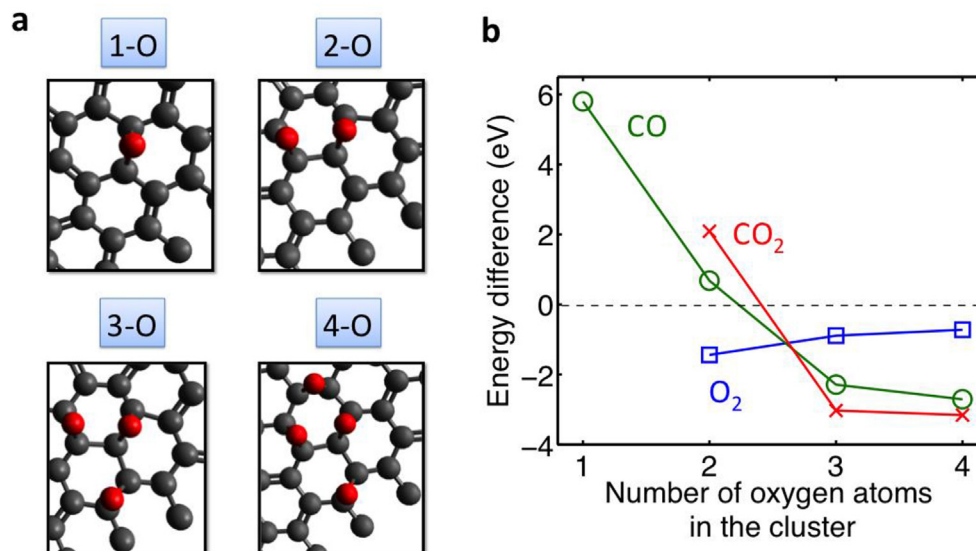 a
1-O
2-O
3-O
4-O
b
Energy difference (eV)
6
4
2
0
−2
−4
CO
CO₂
O₂
1
2
3
4
Number of oxygen atoms
in the cluster